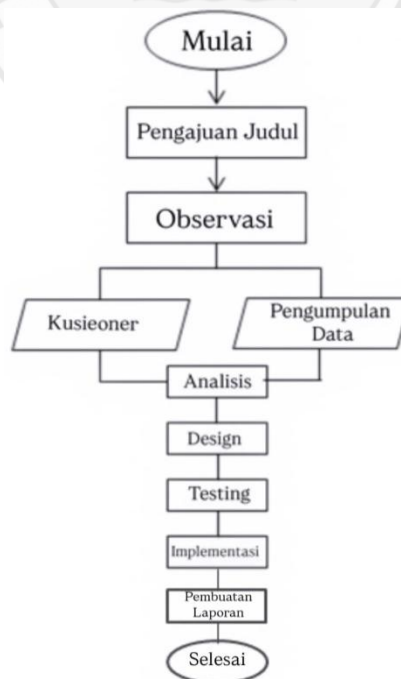 Mulai
Pengajuan Judul
Observasi
Kusieoner
Pengumpulan
Data
Analisis
Design
Testing
Implementasi
Pembuatan
Laporan
Selesai